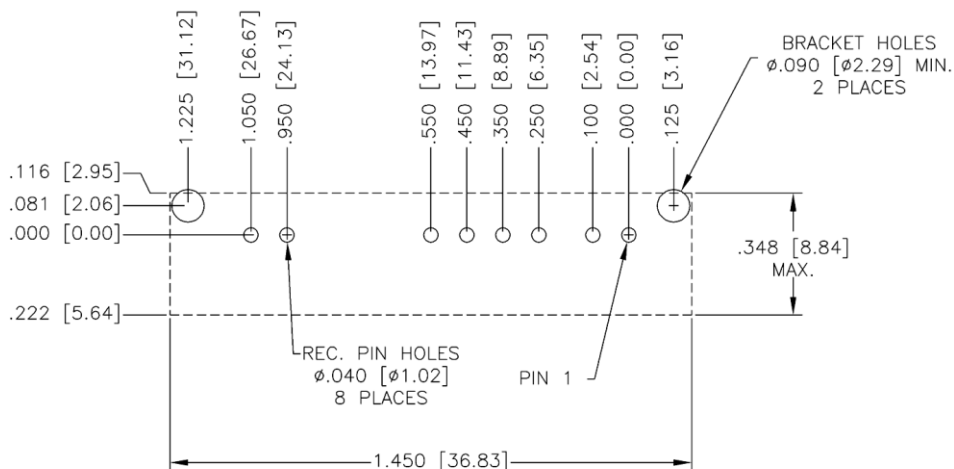 1.225 [31.12]
1.050 [26.67]
.950 [24.13]
.550 [13.97]
.450 [11.43]
.350 [8.89]
.250 [6.35]
.100 [2.54]
.000 [0.00]
.125 [3.16]
BRACKET HOLES
ø.090 [ø2.29] MIN.
2 PLACES
.116 [2.95]
.081 [2.06]
.000 [0.00]
.222 [5.64]
.348 [8.84]
MAX.
REC. PIN HOLES
ø.040 [ø1.02]
8 PLACES
PIN 1
1.450 [36.83]